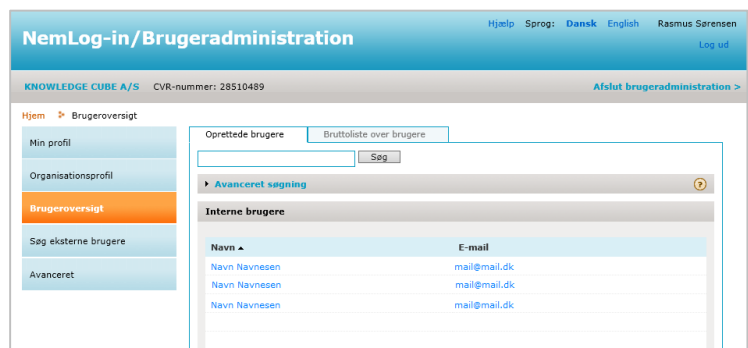 Hjælp Sprog: Dansk English Rasmus Sørensen
NemLog-in/Brugeradministration
Log ud
KNOWLEDGE CUBE A/S CVR-nummer: 28510489 Afslut brugeradministration >
Hjem Brugeroversigt
Min profil
Organisationsprofil
Brugeroversigt
Søg eksterne brugere
Avanceret
Oprettede brugere Bruttoliste over brugere
Søg
Avanceret søgning ?
Interne brugere
Navn E-mail
Navn Navnesen mail@mail.dk
Navn Navnesen mail@mail.dk
Navn Navnesen mail@mail.dk